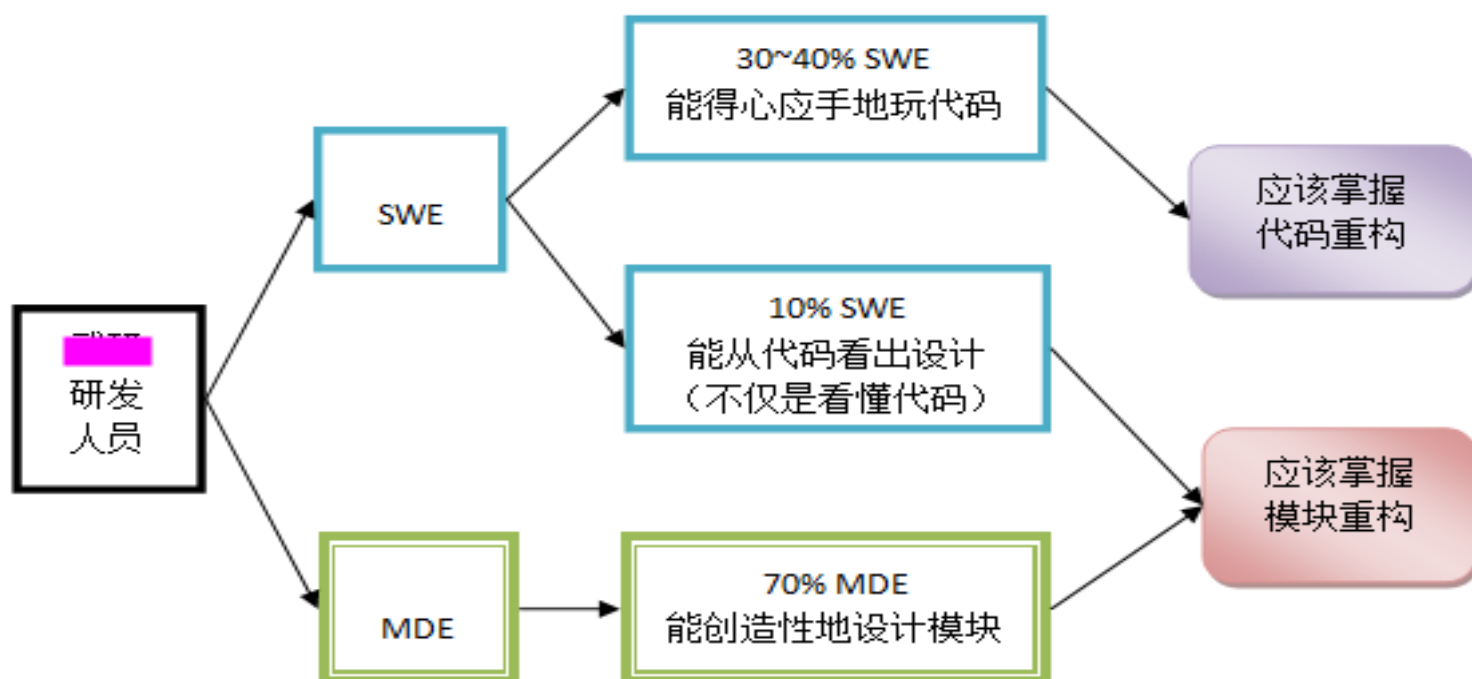 30~40% SWE
能得心应手地玩代码
应该掌握
代码重构
SWE
10% SWE
能从代码看出设计
（不仅是看懂代码）
研发
人员
应该掌握
模块重构
MDE
70% MDE
能创造性地设计模块